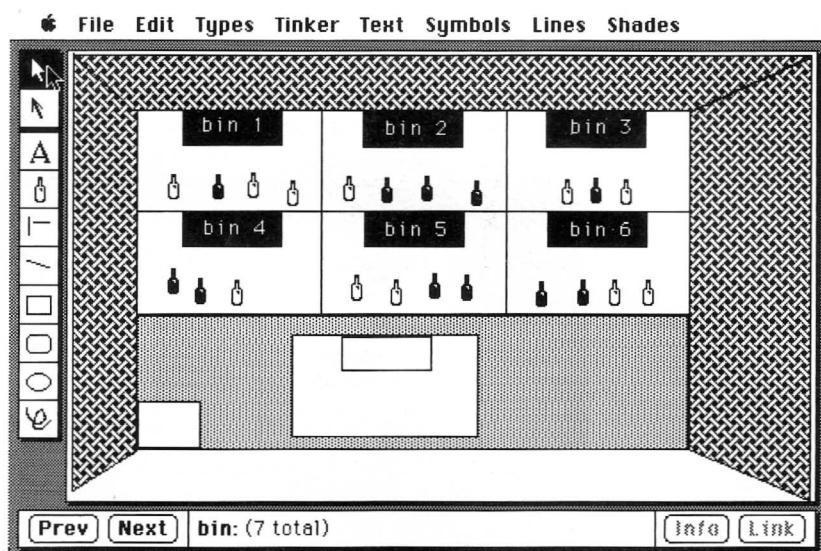 File Edit Types Tinker Text Symbols Lines Shades
A
bin 1 bin 2 bin 3
bin 4 bin 5 bin 6
Prev Next bin: (7 total) Info Link